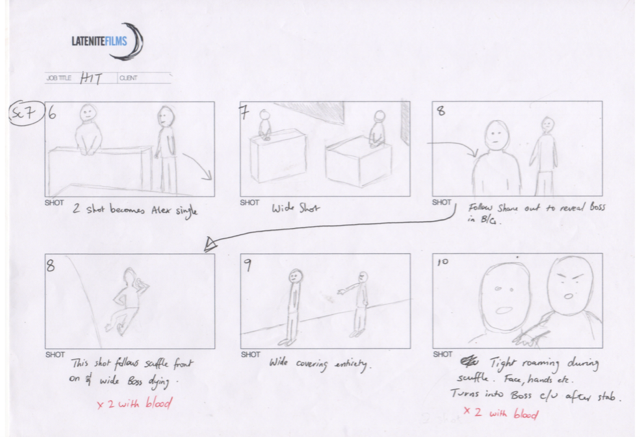 LATENITEFILMS
JOB TITLE HIT CLIENT
Sc 7
6
SHOT
2 shot becomes Alex single
7
SHOT
Wide Shot
8
SHOT
Follow Shane out to reveal Boss
in B/G.
8
SHOT
This shot follows scuffle front
on & wide Boss dying.
x 2 with blood
9
SHOT
Wide covering entirety.
10
SHOT
Tight roaming during
scuffle. Face, hands etc.
Turns into Boss c/u after stab.
x 2 with blood